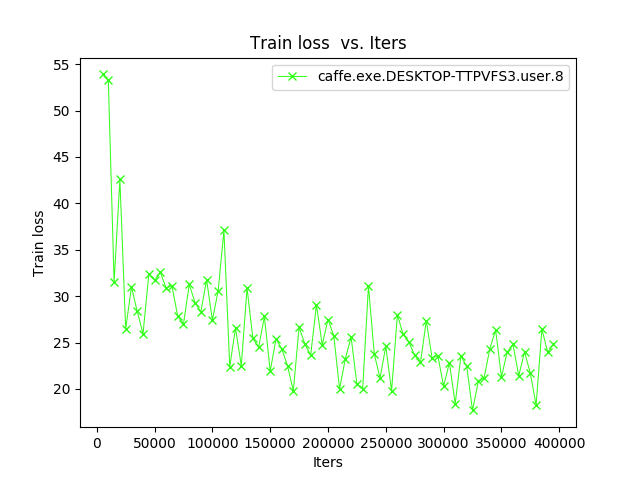 Train loss  vs. Iters
caffe.exe.DESKTOP-TTPVFS3.user.8
Train loss
55
50
45
40
35
30
25
20
0 50000 100000 150000 200000 250000 300000 350000 400000
Iters